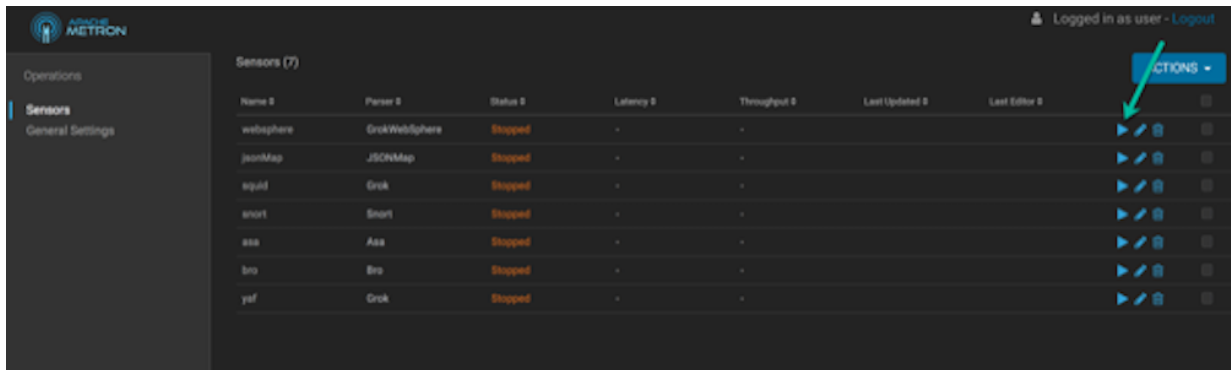 APACHE
METRON
Logged in as user - Logout
Operations
Sensors
General Settings
Sensors (7)
ACTIONS
Name Parser Status Latency Throughput Last Updated Last Editor
websphere GrokWebSphere Stopped - -
jsonMap JSONMap Stopped - -
squid Grok Stopped - -
snort Snort Stopped - -
asa Asa Stopped - -
bro Bro Stopped - -
yaf Grok Stopped - -